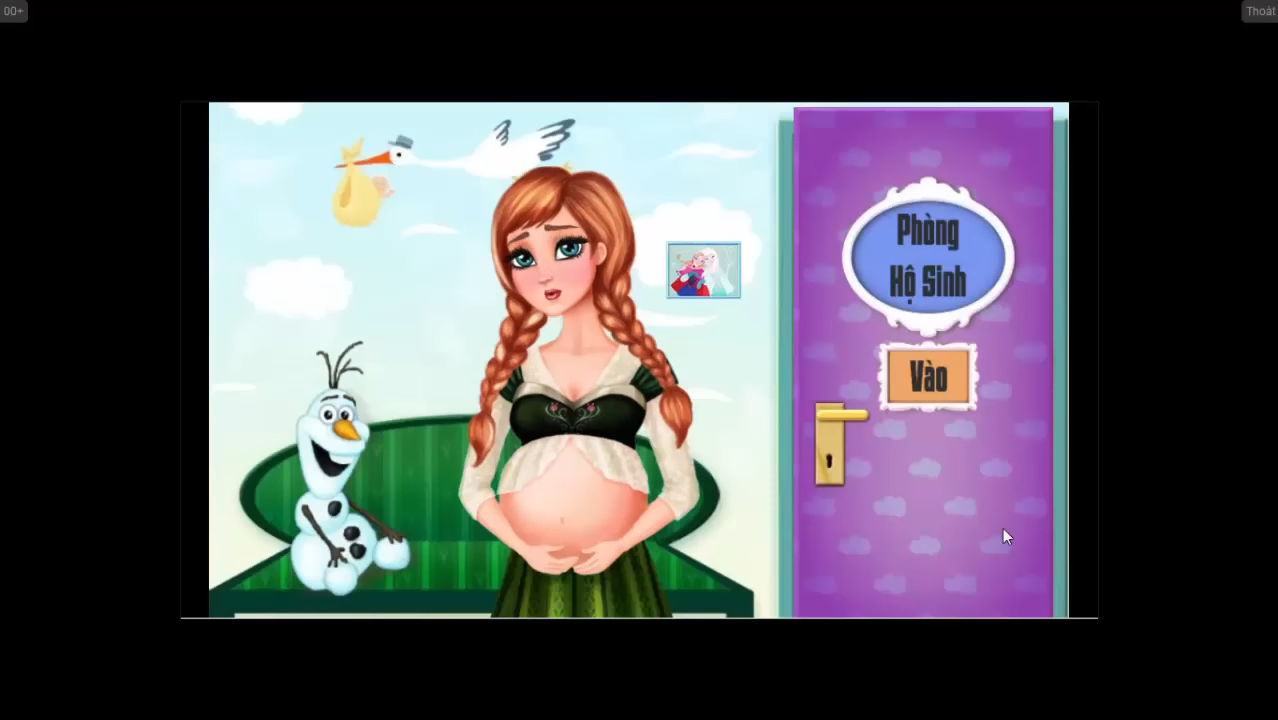 00+
Thoát
Phòng
Hộ Sinh
Vào